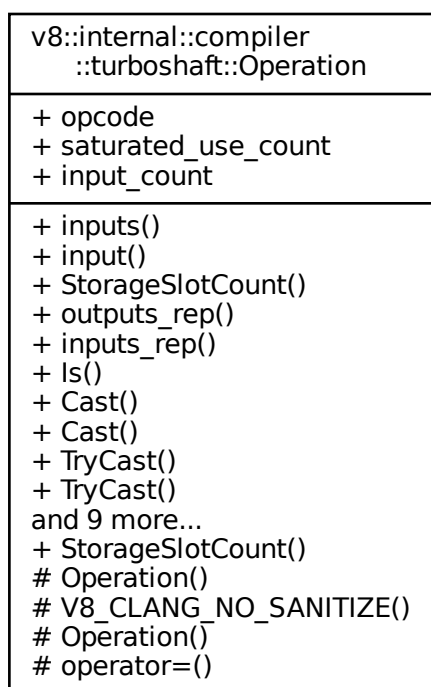 v8::internal::compiler
::turboshaft::Operation
+ opcode
+ saturated_use_count
+ input_count
+ inputs()
+ input()
+ StorageSlotCount()
+ outputs_rep()
+ inputs_rep()
+ Is()
+ Cast()
+ Cast()
+ TryCast()
+ TryCast()
and 9 more...
+ StorageSlotCount()
# Operation()
# V8_CLANG_NO_SANITIZE()
# Operation()
# operator=()